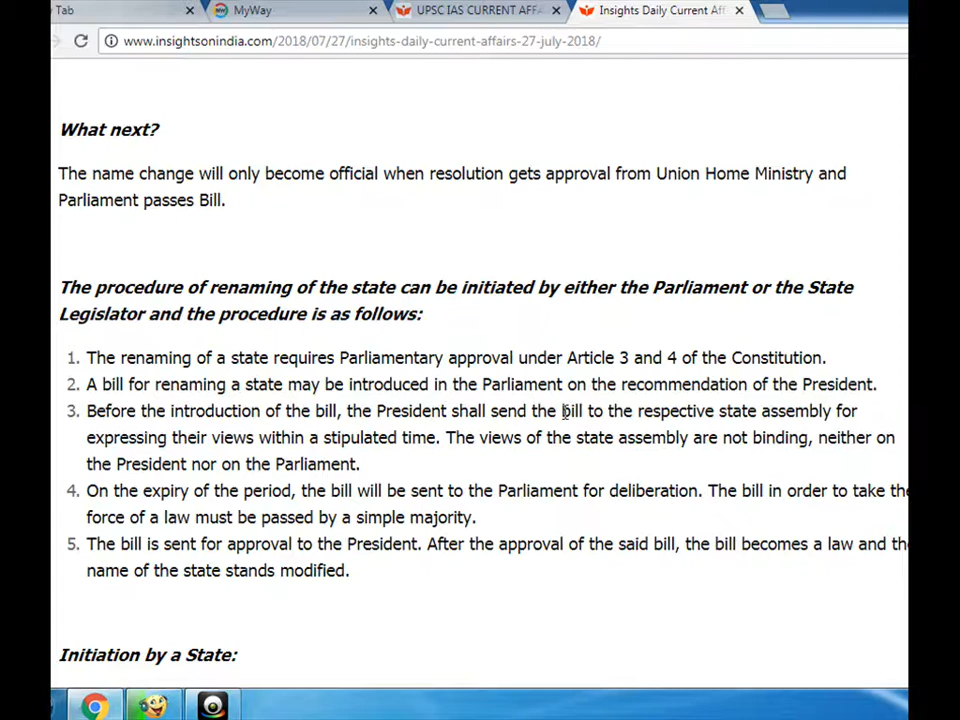 Tab
MyWay
UPSC IAS CURRENT AFF
Insights Daily Current Aff
www.insightsonindia.com/2018/07/27/insights-daily-current-affairs-27-july-2018/
What next?
The name change will only become official when resolution gets approval from Union Home Ministry and
Parliament passes Bill.
The procedure of renaming of the state can be initiated by either the Parliament or the State
Legislator and the procedure is as follows:
1. The renaming of a state requires Parliamentary approval under Article 3 and 4 of the Constitution.
2. A bill for renaming a state may be introduced in the Parliament on the recommendation of the President.
3. Before the introduction of the bill, the President shall send the bill to the respective state assembly for
expressing their views within a stipulated time. The views of the state assembly are not binding, neither on
the President nor on the Parliament.
4. On the expiry of the period, the bill will be sent to the Parliament for deliberation. The bill in order to take the
force of a law must be passed by a simple majority.
5. The bill is sent for approval to the President. After the approval of the said bill, the bill becomes a law and the
name of the state stands modified.
Initiation by a State: